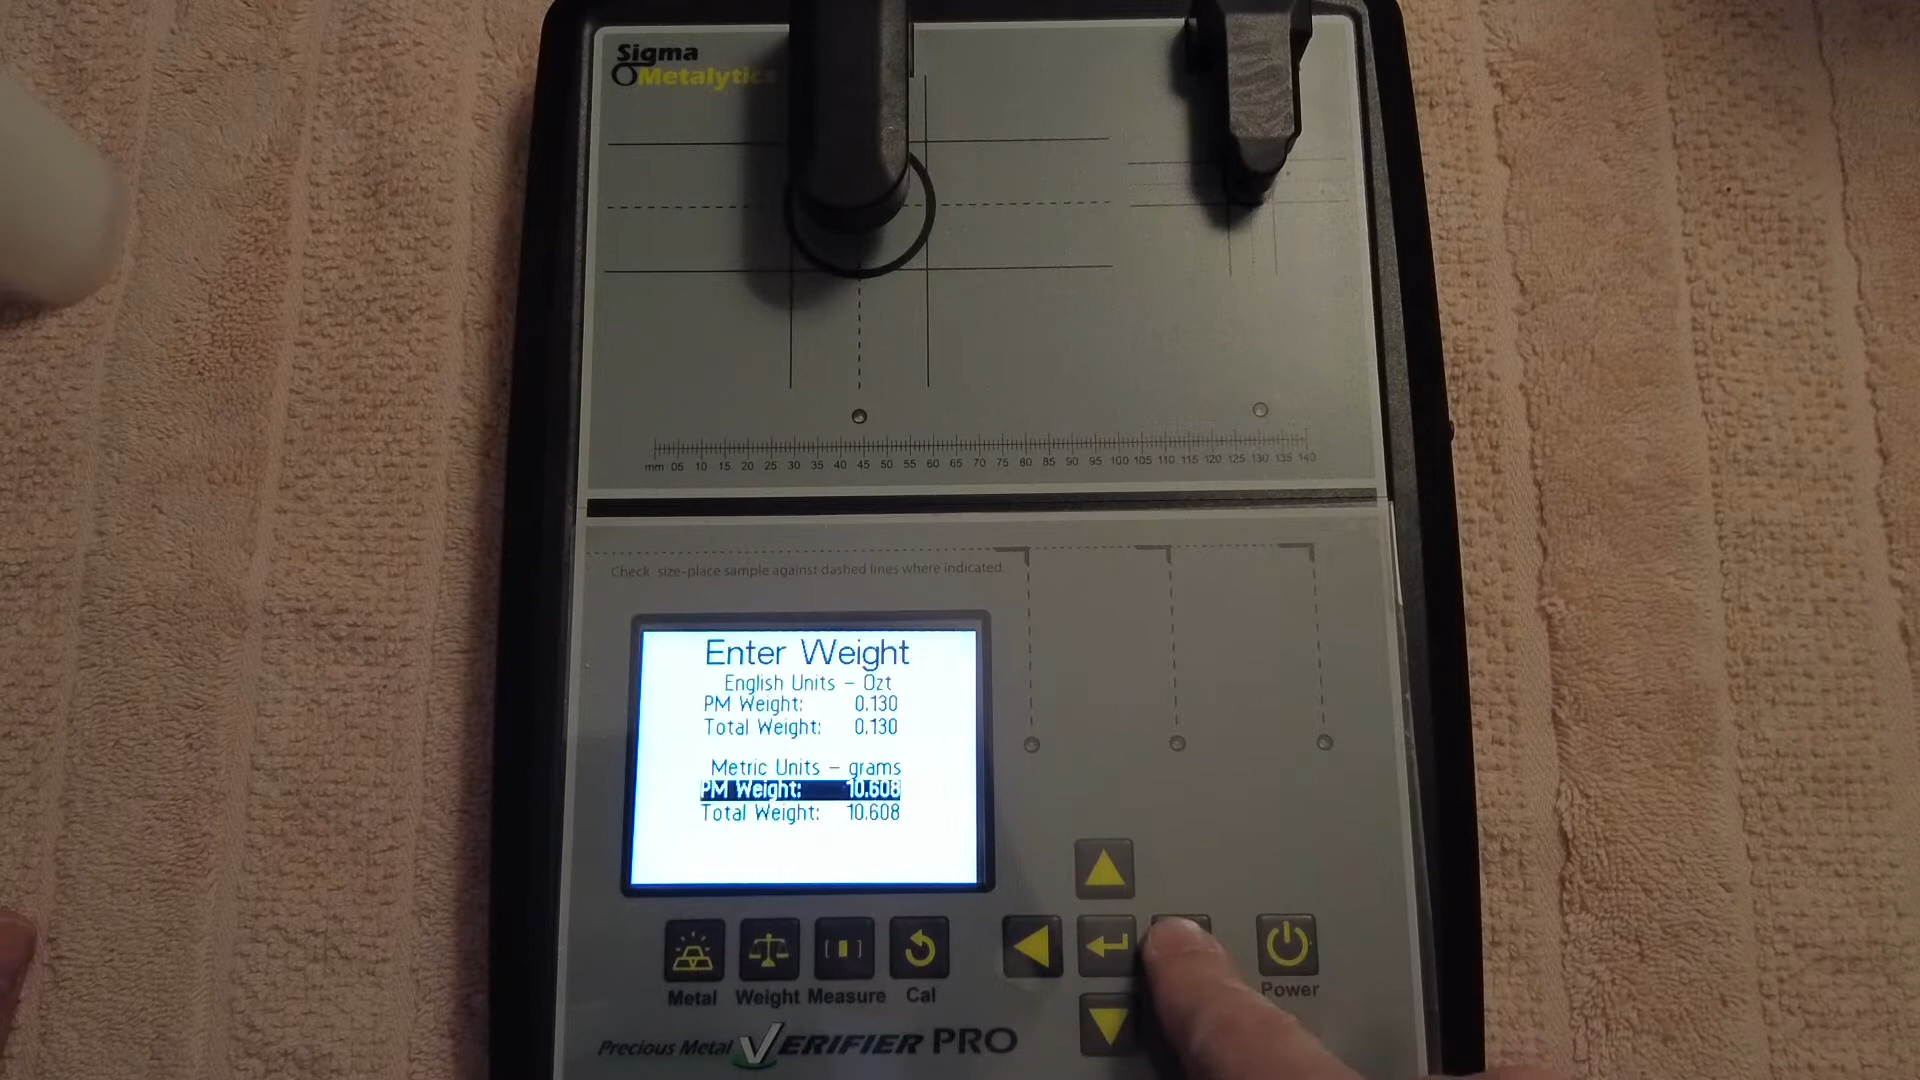 Sigma
Metalytics
mm 05 10 15 20 25 30 35 40 45 50 55 60 65 70 75 80 85 90 95 100 105 110 115 120 125 130 135 140
Check size-place sample against dashed lines where indicated.
Enter Weight
English Units - Ozt
PM Weight: 0.130
Total Weight: 0.130
Metric Units - grams
PM Weight: 10.608
Total Weight: 10.608
Metal Weight Measure Cal
Power
Precious Metal VERIFIER PRO